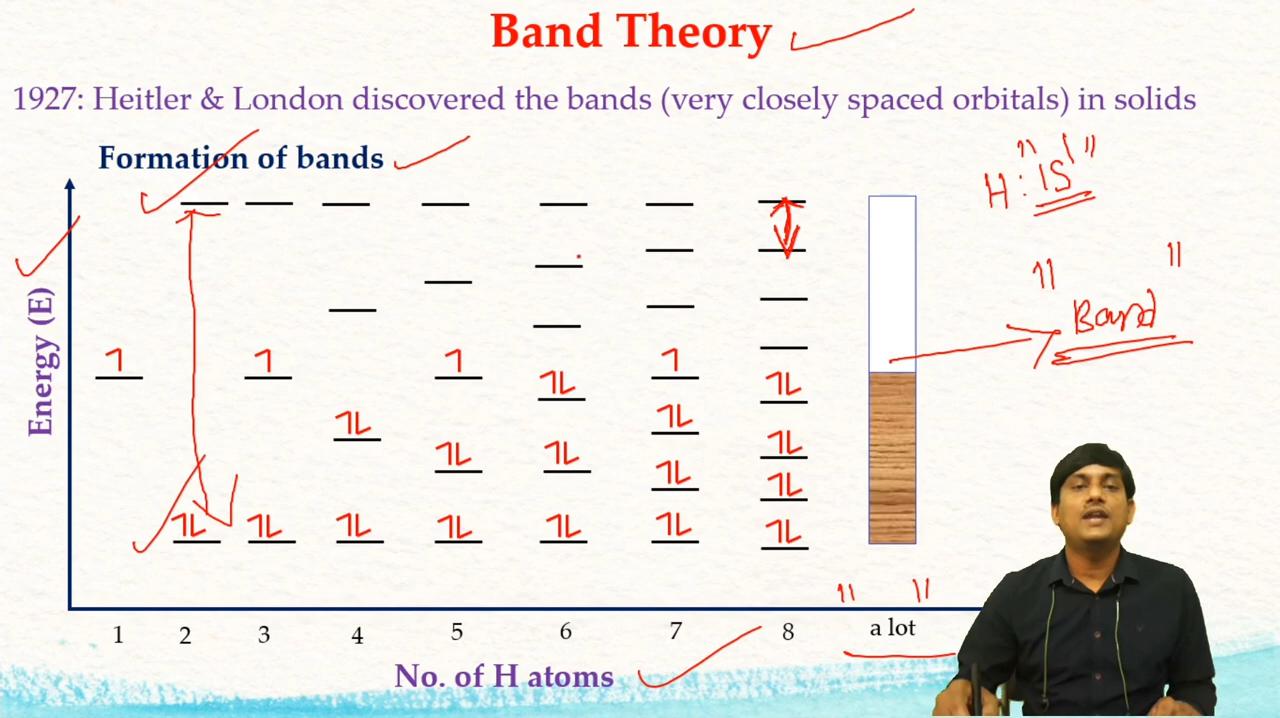 Band Theory
1927: Heitler & London discovered the bands (very closely spaced orbitals) in solids
Formation of bands
H: "1S¹"
"Band"
Energy (E)
1 2 3 4 5 6 7 8 "a lot"
No. of H atoms